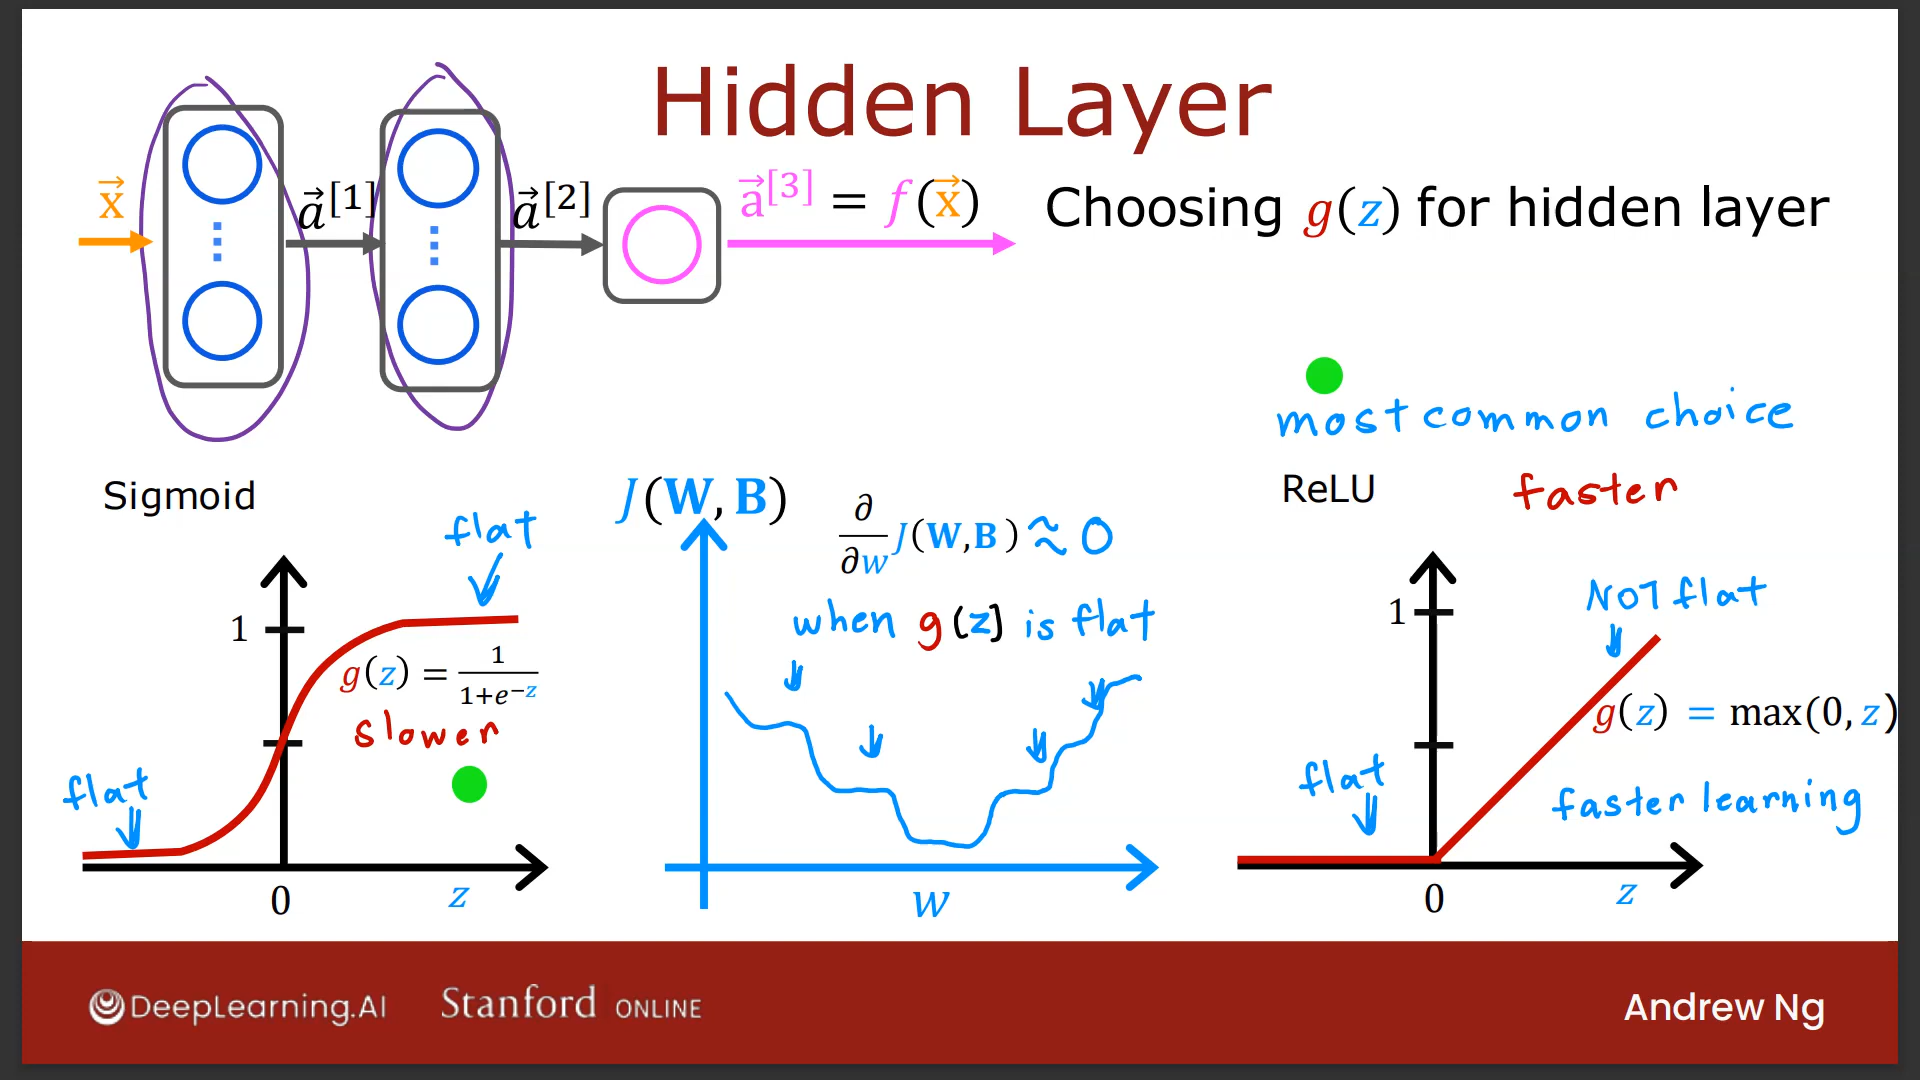 Hidden Layer
x⃗
a⃗[1]
a⃗[2]
a⃗[3] = f(x⃗)
Choosing g(z) for hidden layer
most common choice
Sigmoid
flat
1
g(z) = 1/(1+e^−z)
slower
flat
0
z
J(W, B)
∂/∂w J(W,B) ≈ 0
when g(z) is flat
w
ReLU
faster
NOT flat
1
g(z) = max(0, z)
flat
faster learning
0
z
DeepLearning.AI
Stanford ONLINE
Andrew Ng